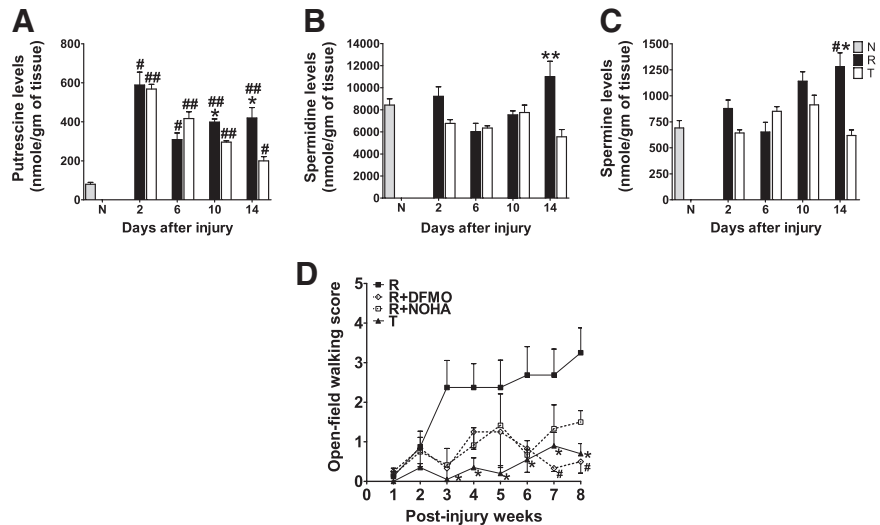 A
Putrescine levels
(nmole/gm of tissue)
800
600
400
200
0
#
##
#
##
##
*
##
##
*
#
N
2
6
10
14
Days after injury
B
Spermidine levels
(nmole/gm of tissue)
14000
12000
10000
8000
6000
4000
2000
0
**
N
2
6
10
14
Days after injury
C
Spermine levels
(nmole/gm of tissue)
1500
1250
1000
750
500
250
0
#*
N
R
T
N
2
6
10
14
Days after injury
D
Open-field walking score
5
4
3
2
1
0
R
R+DFMO
R+NOHA
T
*
*
*
*
*
#
*
#
0 1 2 3 4 5 6 7 8
Post-injury weeks